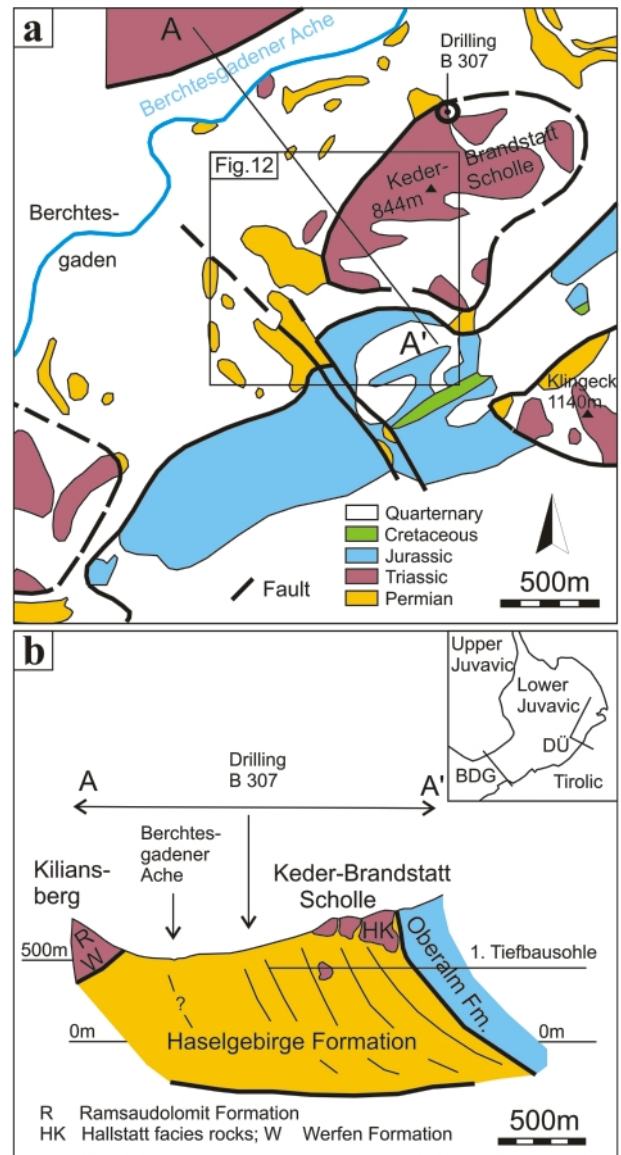 a
A
Berchtesgadener Ache
Drilling
B 307
Fig.12
Brandstatt
Scholle
Keder-
844m
Berchtes-
gaden
A'
Klingeck
1140m
Quarternary
Cretaceous
Jurassic
Triassic
Permian
Fault
500m
b
Upper
Juvavic
Lower
Juvavic
DÜ
BDG
Tirolic
Drilling
B 307
A
A'
Berchtes-
gadener
Ache
Kilians-
berg
Keder-Brandstatt
Scholle
R
W
HK
Oberalm Fm.
500m
1. Tiefbausohle
?
0m
Haselgebirge Formation
0m
R Ramsaudolomit Formation
HK Hallstatt facies rocks; W Werfen Formation
500m